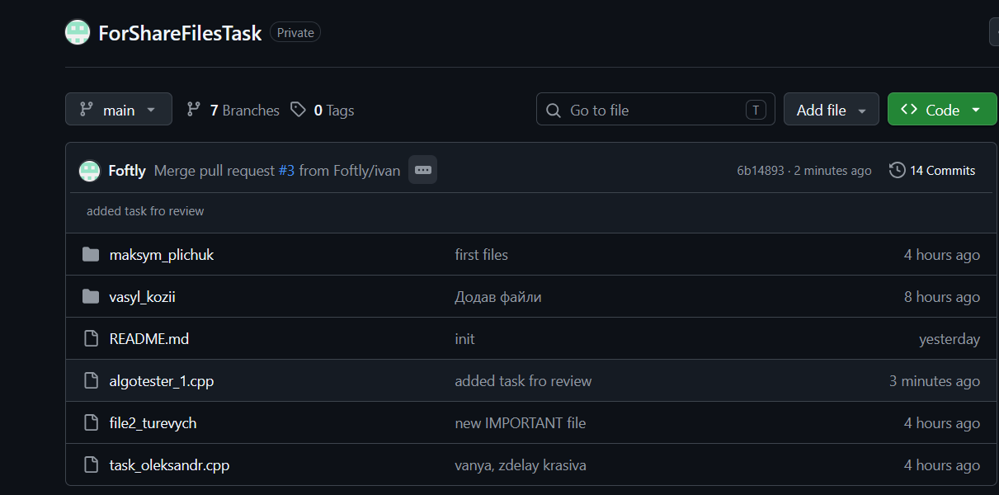 ForShareFilesTask Private
main 7 Branches 0 Tags Go to file T Add file Code
Foftly Merge pull request #3 from Foftly/ivan 6b14893 · 2 minutes ago 14 Commits
added task fro review
maksym_plichuk first files 4 hours ago
vasyl_kozii Додав файли 8 hours ago
README.md init yesterday
algotester_1.cpp added task fro review 3 minutes ago
file2_turevych new IMPORTANT file 4 hours ago
task_oleksandr.cpp vanya, zdelay krasiva 4 hours ago